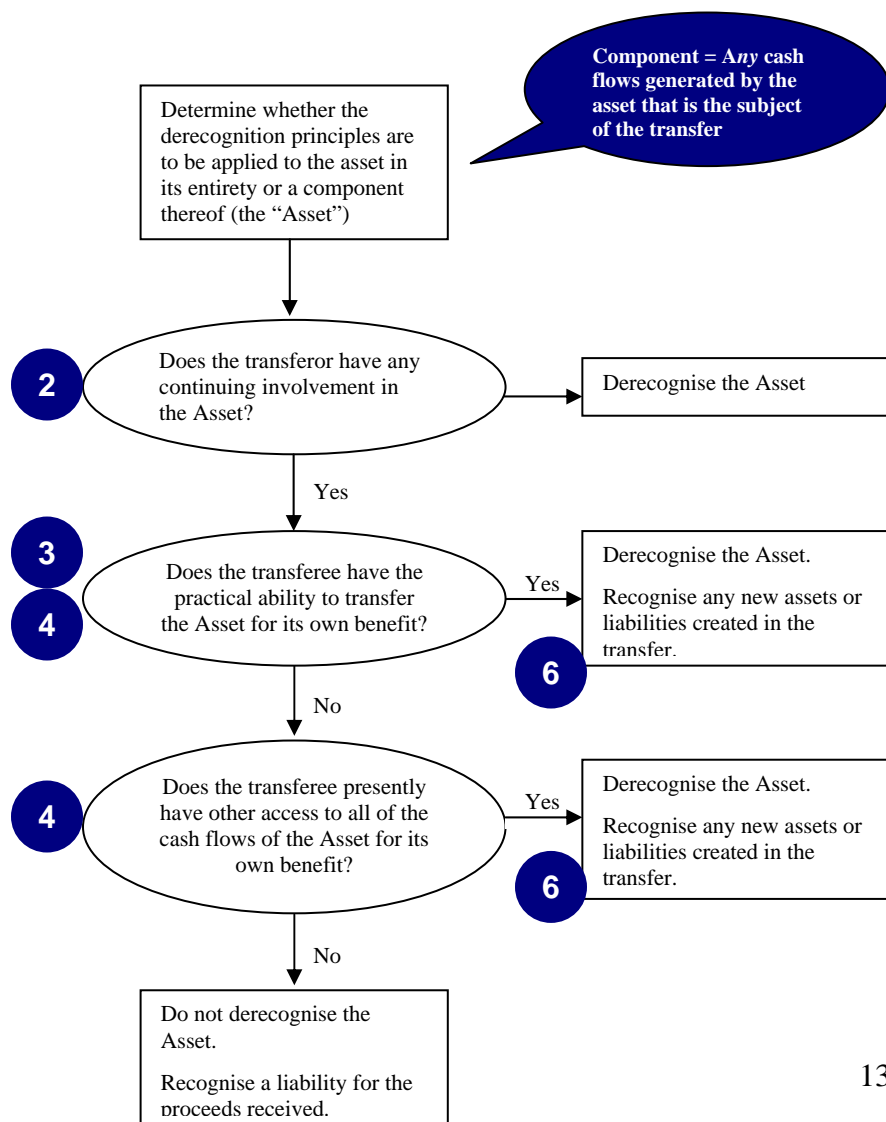 Component = Any cash
flows generated by the
asset that is the subject
of the transfer
Determine whether the
derecognition principles are
to be applied to the asset in
its entirety or a component
thereof (the “Asset”)
2
Does the transferor have any
continuing involvement in
the Asset?
Derecognise the Asset
Yes
3
4
Does the transferee have the
practical ability to transfer
the Asset for its own benefit?
Yes
Derecognise the Asset.
Recognise any new assets or
liabilities created in the
transfer.
6
No
4
Does the transferee presently
have other access to all of the
cash flows of the Asset for its
own benefit?
Yes
Derecognise the Asset.
Recognise any new assets or
liabilities created in the
transfer.
6
No
Do not derecognise the
Asset.
Recognise a liability for the
proceeds received.
13